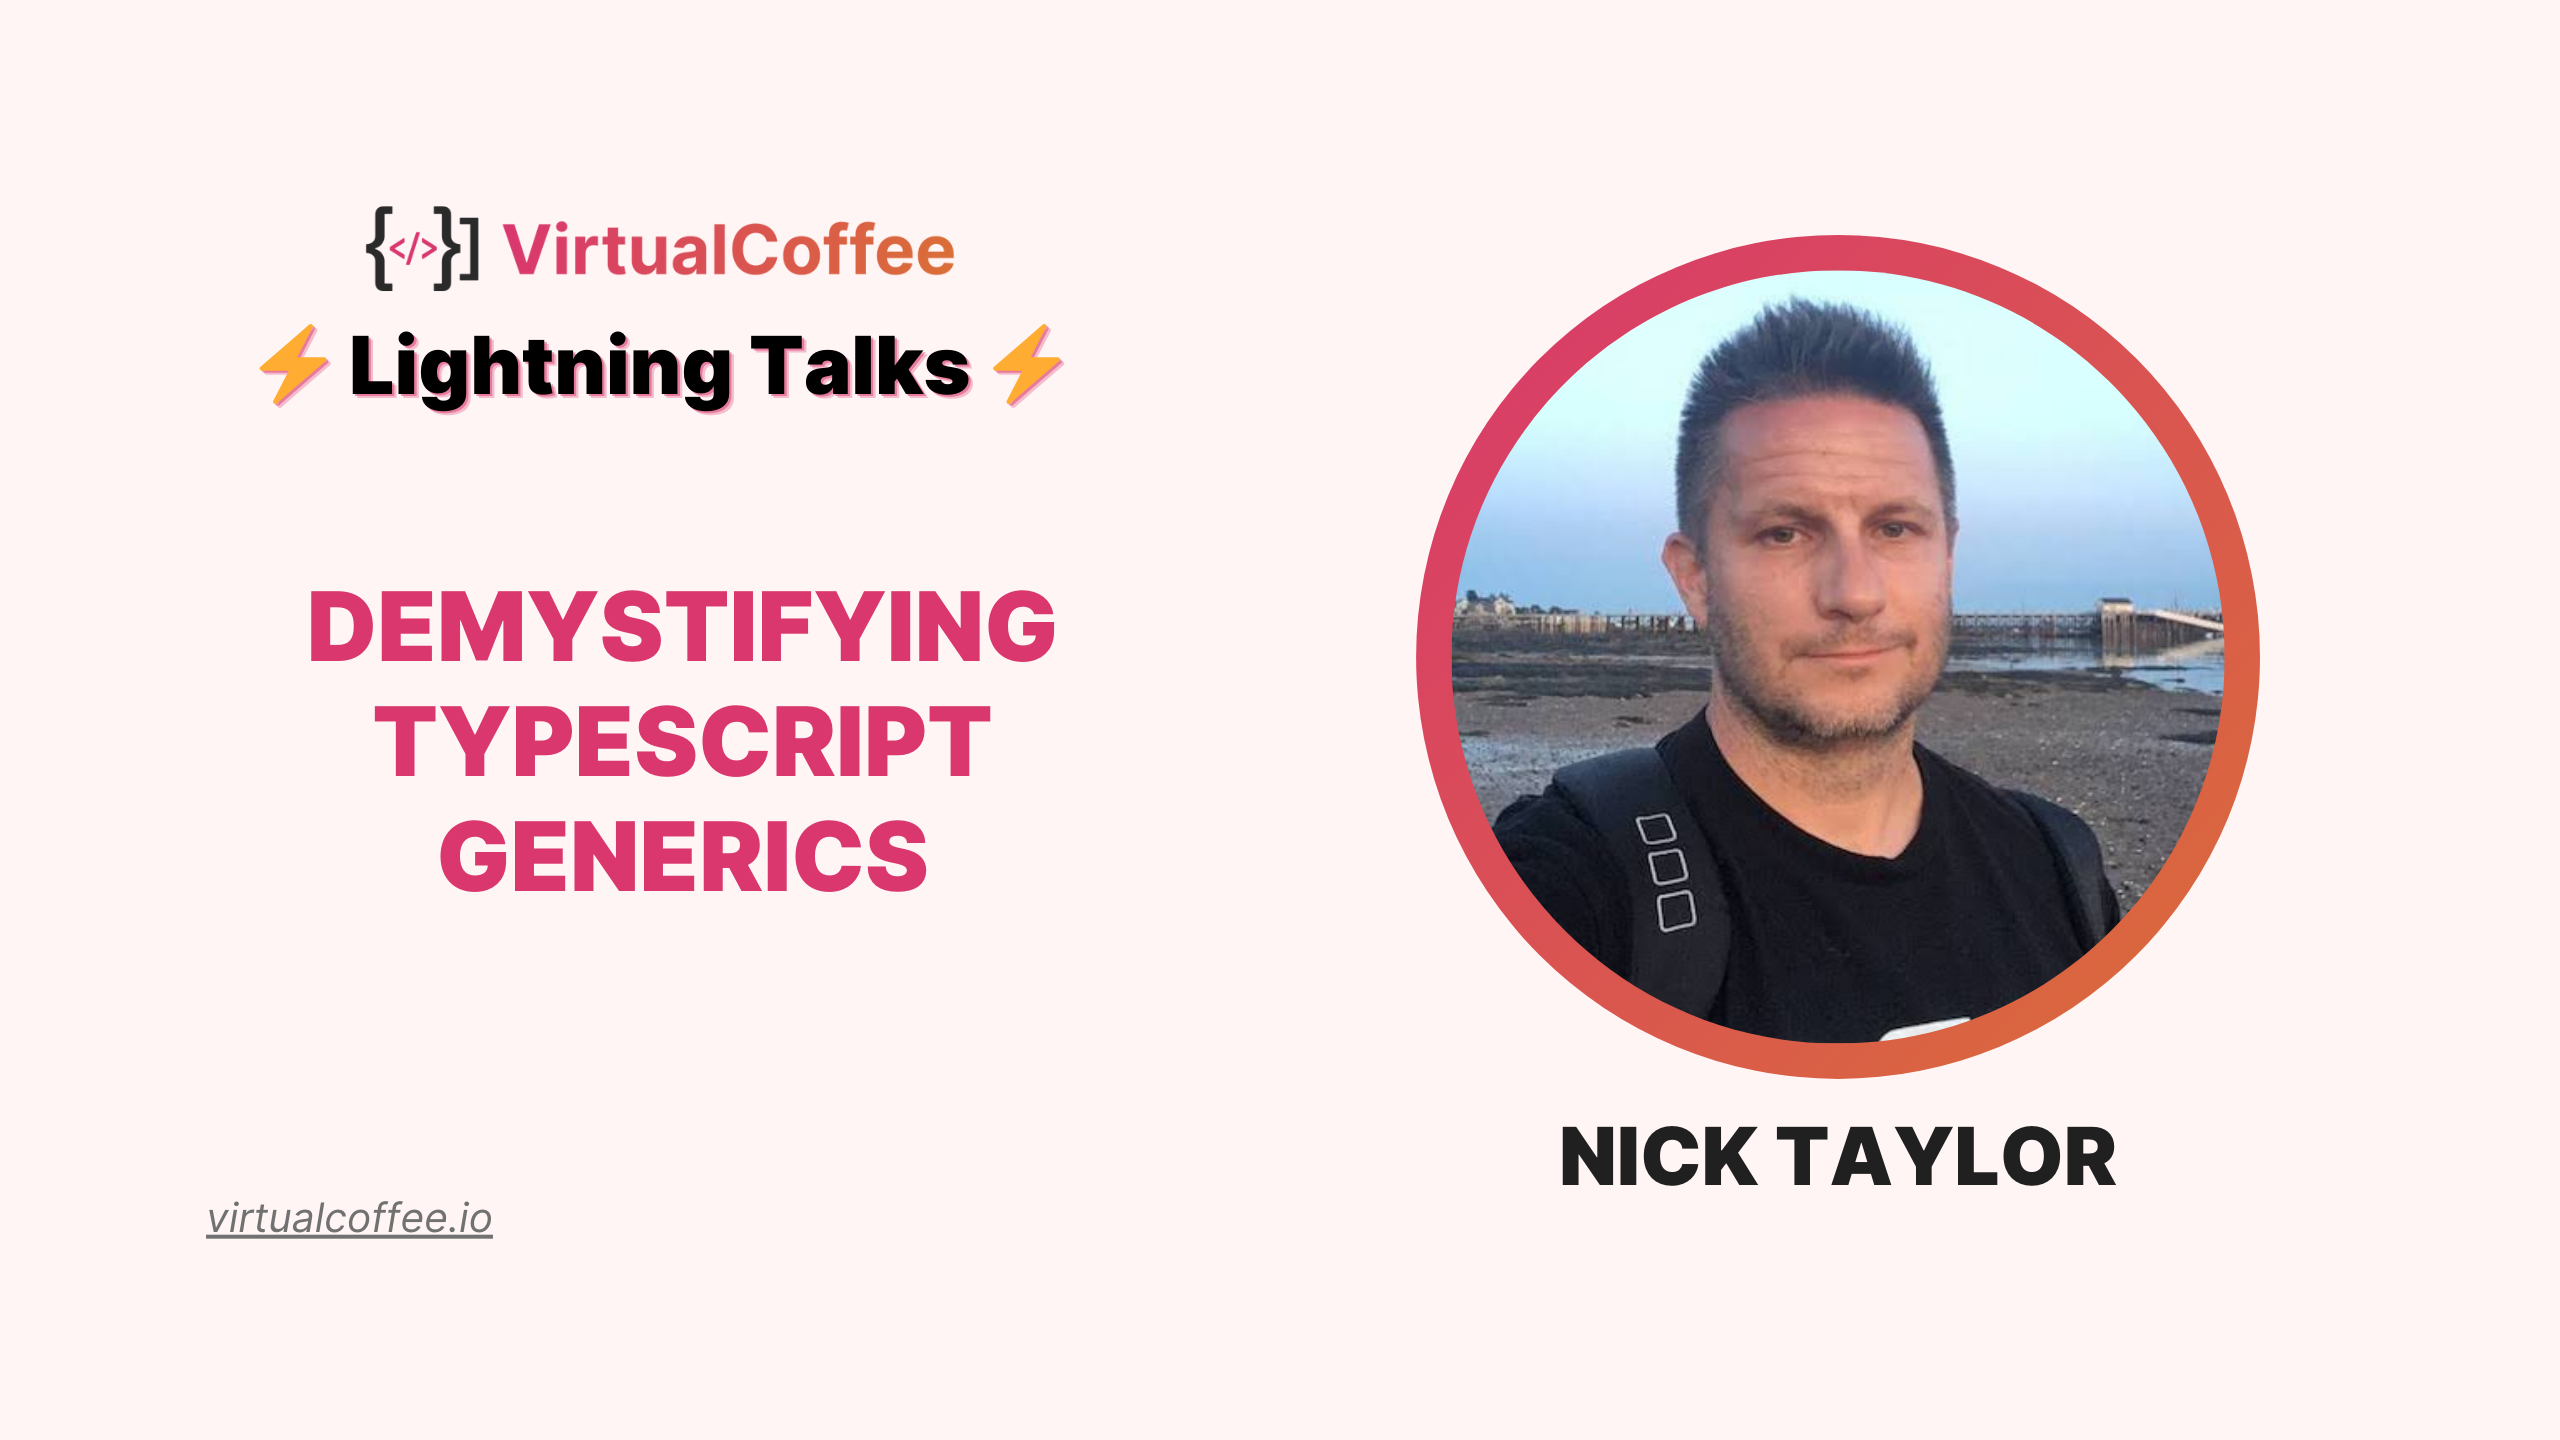 {</>}] VirtualCoffee
⚡ Lightning Talks ⚡
DEMYSTIFYING
TYPESCRIPT
GENERICS
NICK TAYLOR
virtualcoffee.io